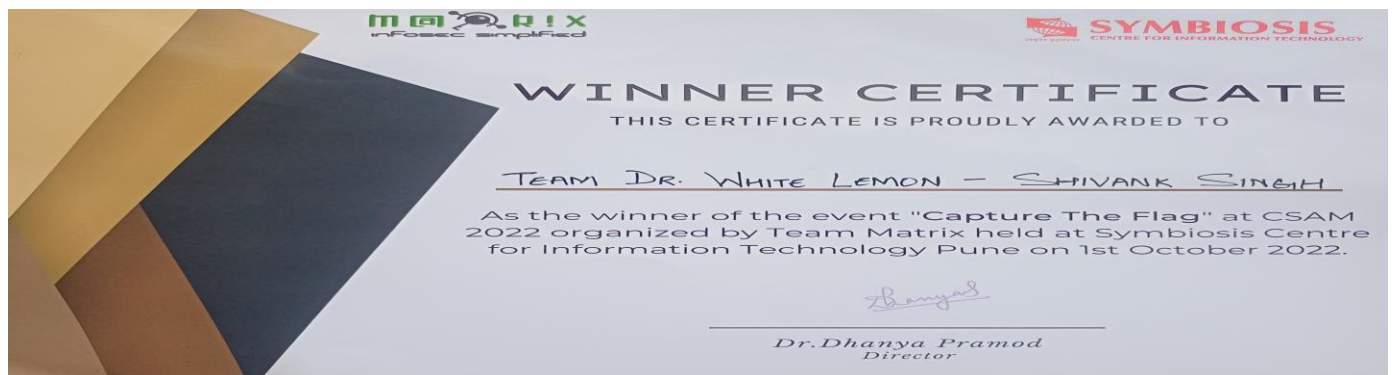 M@TR!X
infosec simplified
SYMBIOSIS
CENTRE FOR INFORMATION TECHNOLOGY
WINNER CERTIFICATE
THIS CERTIFICATE IS PROUDLY AWARDED TO
TEAM DR. WHITE LEMON - SHIVANK SINGH
As the winner of the event "Capture The Flag" at CSAM
2022 organized by Team Matrix held at Symbiosis Centre
for Information Technology Pune on 1st October 2022.
Dr.Dhanya Pramod
Director